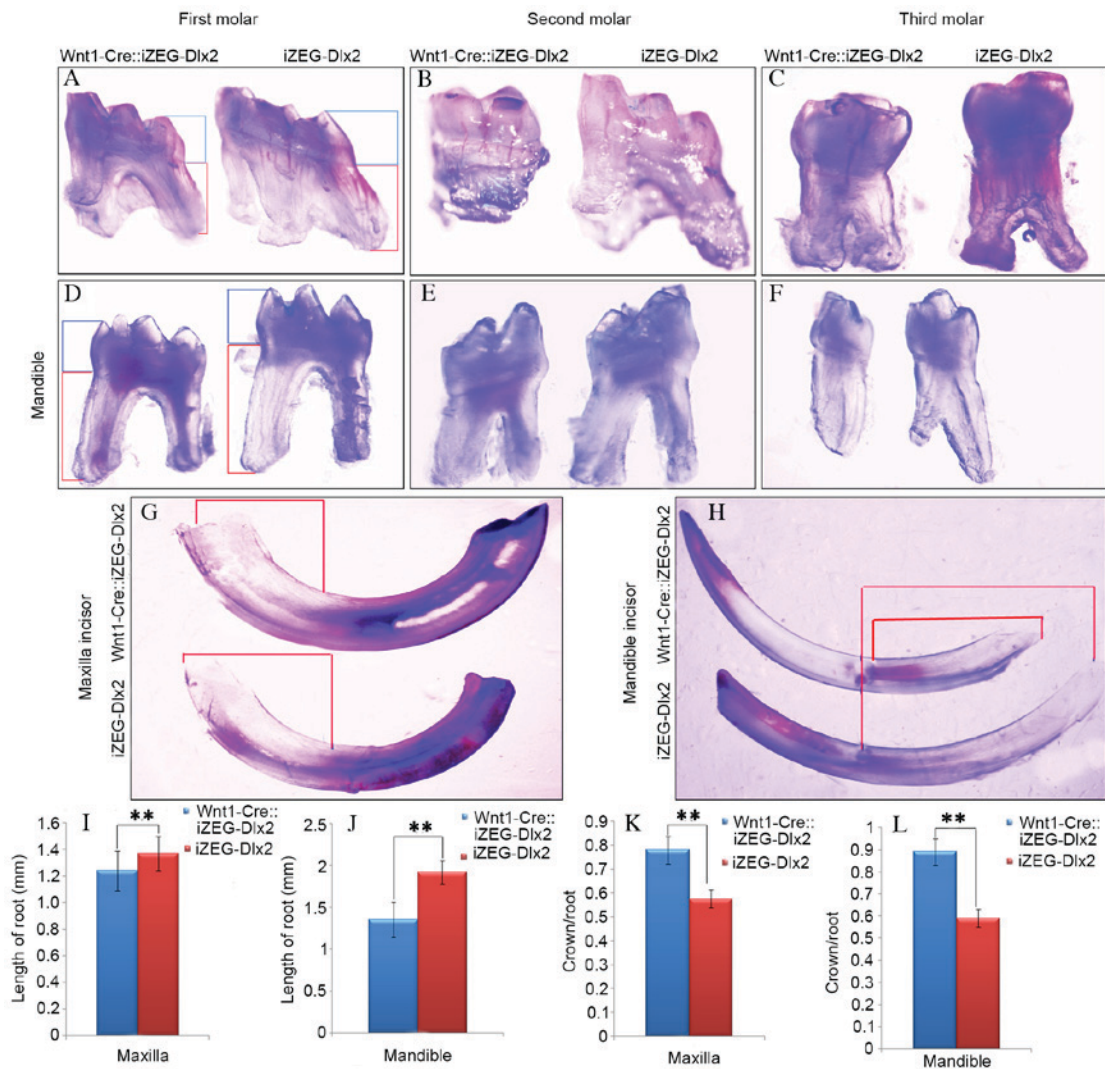 First molar
Second molar
Third molar
Wnt1-Cre::iZEG-Dlx2
iZEG-Dlx2
Wnt1-Cre::iZEG-Dlx2
iZEG-Dlx2
Wnt1-Cre::iZEG-Dlx2
iZEG-Dlx2
A
B
C
Mandible
D
E
F
Maxilla incisor
Wnt1-Cre::iZEG-Dlx2
iZEG-Dlx2
G
Mandible incisor
Wnt1-Cre::iZEG-Dlx2
iZEG-Dlx2
H
I
**
Wnt1-Cre::
iZEG-Dlx2
iZEG-Dlx2
Length of root (mm)
1.6
1.4
1.2
1
0.8
0.6
0.4
1.2
0
Maxilla
J
**
Wnt1-Cre::
iZEG-Dlx2
iZEG-Dlx2
Length of root (mm)
2.5
2
1.5
1
0.5
0
Mandible
K
**
Wnt1-Cre::
iZEG-Dlx2
iZEG-Dlx2
Crown/root
0.9
0.8
0.7
0.6
0.5
0.4
0.3
0.2
0.1
0
Maxilla
L
**
Wnt1-Cre::
iZEG-Dlx2
iZEG-Dlx2
Crown/root
1
0.9
0.8
0.7
0.6
0.5
0.4
0.3
0.2
0.1
0
Mandible